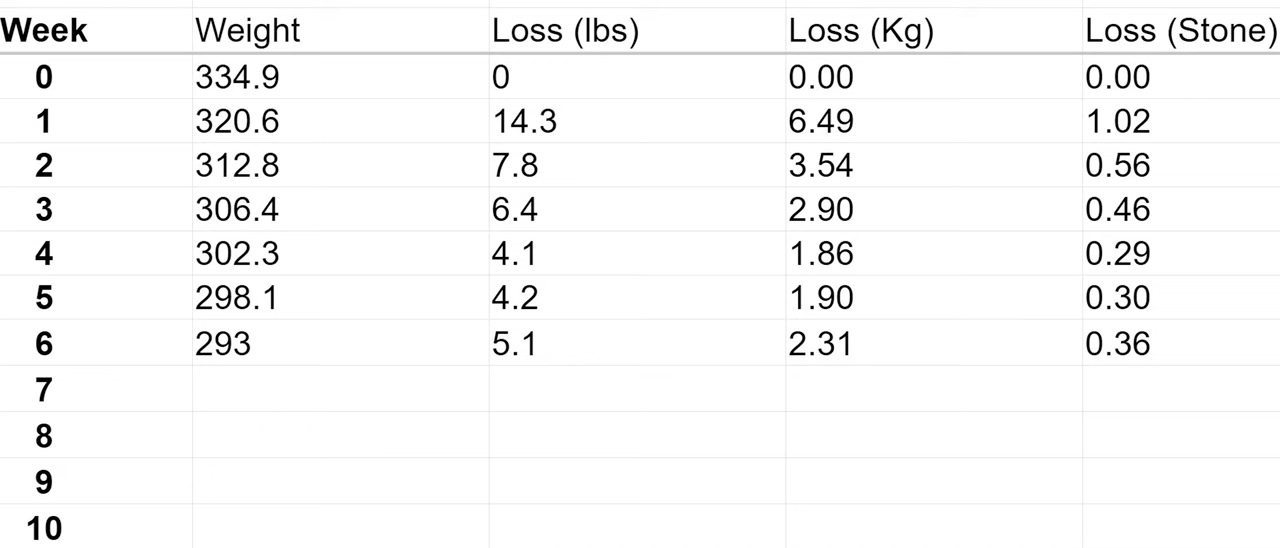 Week Weight Loss (lbs) Loss (Kg) Loss (Stone)
0 334.9 0 0.00 0.00
1 320.6 14.3 6.49 1.02
2 312.8 7.8 3.54 0.56
3 306.4 6.4 2.90 0.46
4 302.3 4.1 1.86 0.29
5 298.1 4.2 1.90 0.30
6 293 5.1 2.31 0.36
7
8
9
10